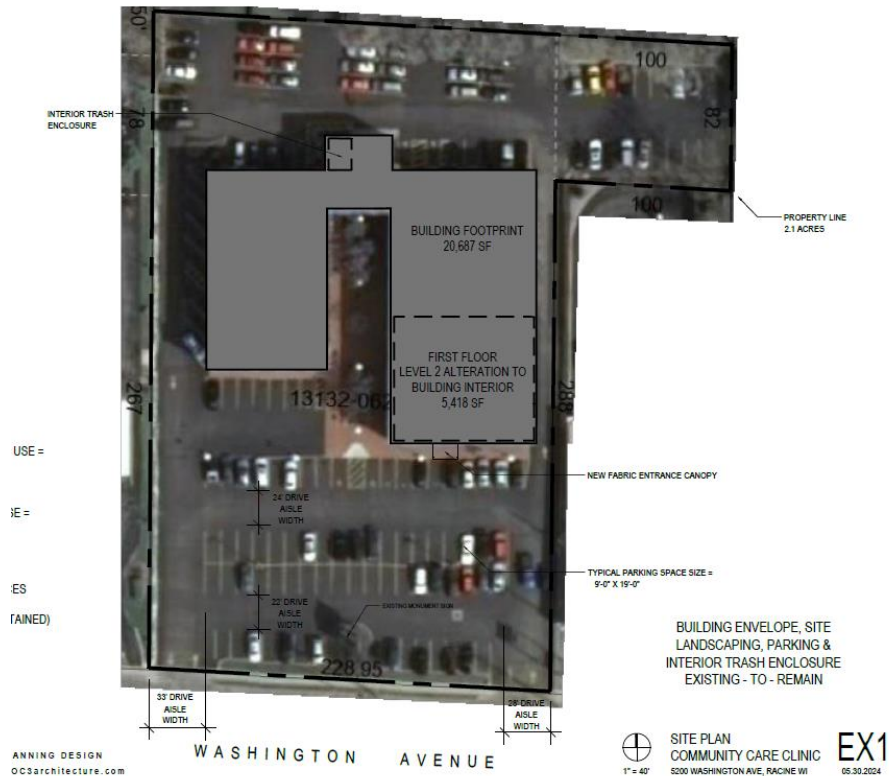 50'
100
INTERIOR TRASH
ENCLOSURE
78
82
100
PROPERTY LINE
2.1 ACRES
BUILDING FOOTPRINT
20,687 SF
FIRST FLOOR
LEVEL 2 ALTERATION TO
BUILDING INTERIOR
5,418 SF
267
13132-062
288
USE =
NEW FABRIC ENTRANCE CANOPY
24' DRIVE
AISLE
WIDTH
SE =
TYPICAL PARKING SPACE SIZE =
9'-0" X 19'-0"
CES
TAINED)
22' DRIVE
AISLE
WIDTH
EXISTING MONUMENT SIGN
BUILDING ENVELOPE, SITE
LANDSCAPING, PARKING &
INTERIOR TRASH ENCLOSURE
EXISTING - TO - REMAIN
228.95
33' DRIVE
AISLE
WIDTH
28' DRIVE
AISLE
WIDTH
WASHINGTON AVENUE
ANNING DESIGN
OC3architecture.com
SITE PLAN
COMMUNITY CARE CLINIC
1" = 40'
5200 WASHINGTON AVE, RACINE WI
EX1
05.30.2024